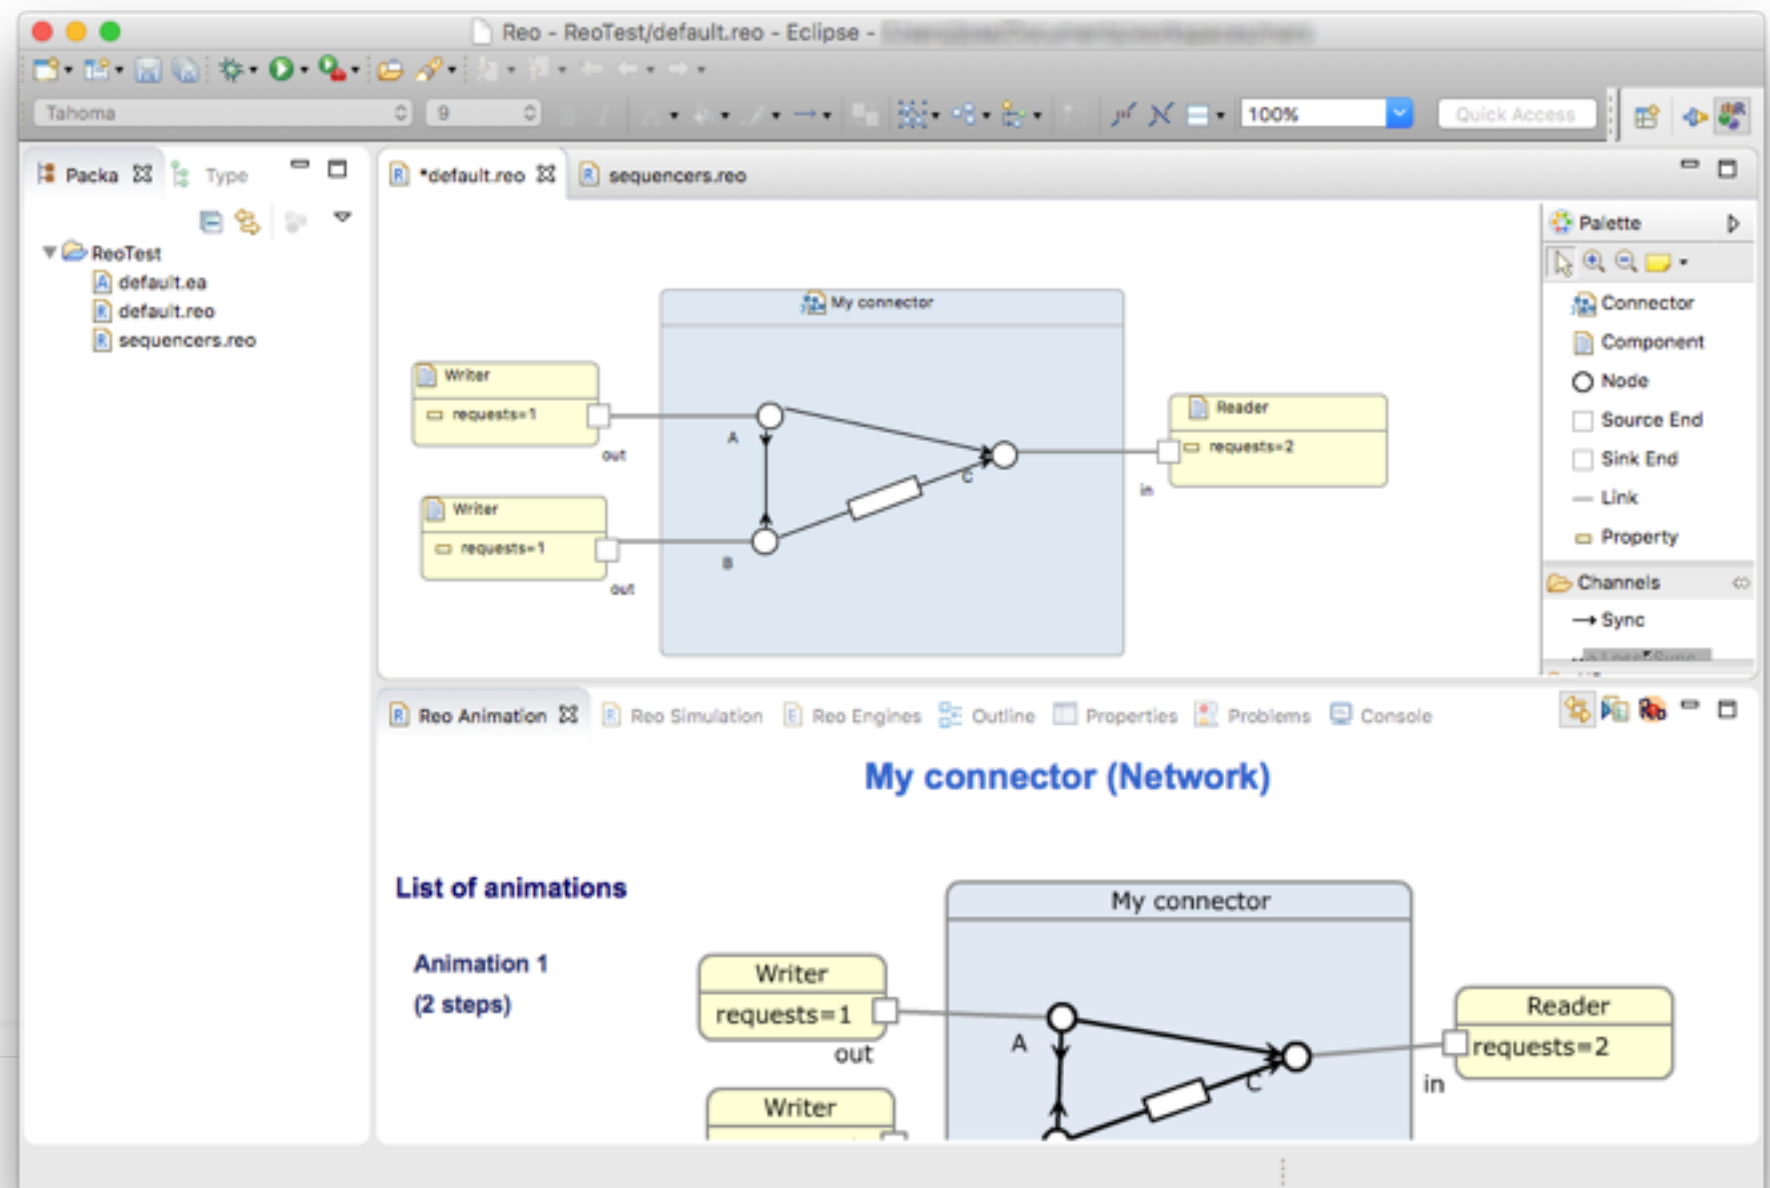 Reo - ReoTest/default.reo - Eclipse -
Tahoma
9
100%
Quick Access
Packa
Type
ReoTest
default.ea
default.reo
sequencers.reo
*default.reo
sequencers.reo
My connector
Writer
requests=1
out
Writer
requests=1
out
A
B
C
Reader
requests=2
in
Palette
Connector
Component
Node
Source End
Sink End
Link
Property
Channels
Sync
Reo Animation
Reo Simulation
Reo Engines
Outline
Properties
Problems
Console
My connector (Network)
List of animations
Animation 1
(2 steps)
My connector
Writer
requests=1
out
Writer
A
C
Reader
requests=2
in